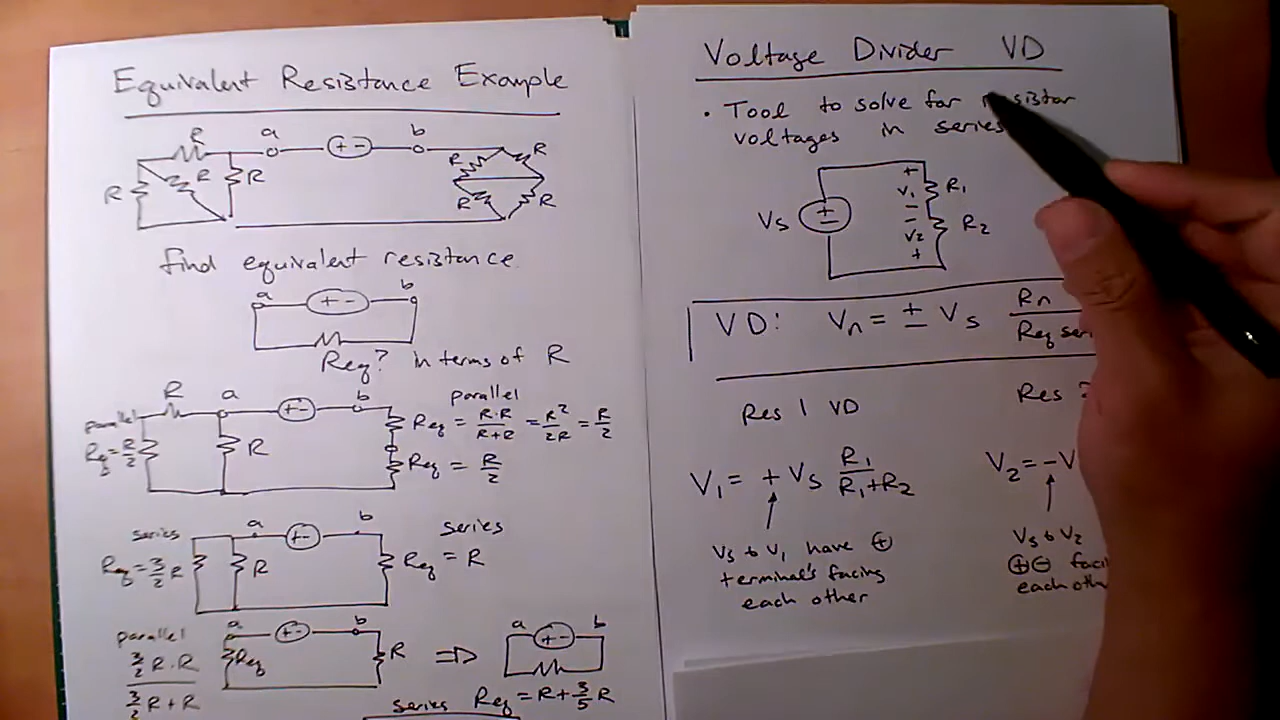 Equivalent Resistance Example
R a + - b
R R R R R R R
find equivalent resistance
a + - b
Req? in terms of R
R a + - b parallel
parallel Req = R/2 R Req = R·R/R+R = R²/2R = R/2
Req = R/2
series a + - b series
Req = 3/2 R R Req = R
parallel a + - b a + - b
3/2 R · R Req R ⇒
3/2 R + R series Req = R + 3/5 R
Voltage Divider VD
• Tool to solve for
voltages in series
Vs + - + V1 - R1
- V2 + R2
VD: Vn = ± Vs Rn
Req
Res 1 VD
V1 = + Vs R1/R1+R2
Vs & V1 have ⊕
terminal's facing
each other
Res
V2 = - V
Vs & V2
⊕⊖
each